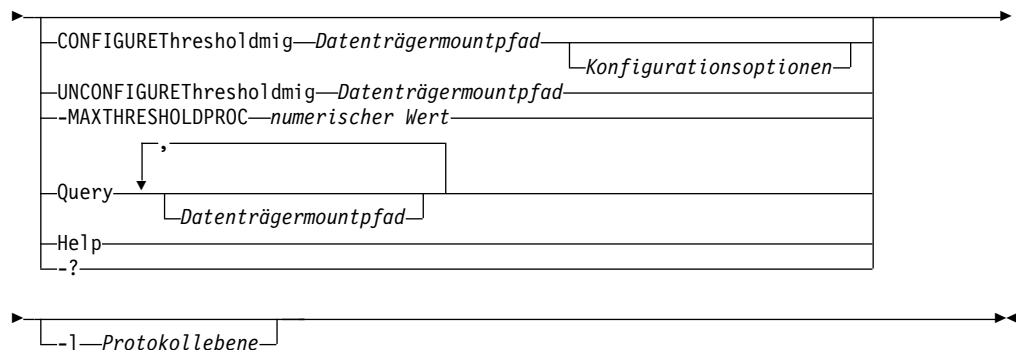 CONFIGUREThresholdmig Datenträgermountpfad
Konfigurationsoptionen
UNCONFIGUREThresholdmig Datenträgermountpfad
-MAXTHRESHOLDPROC numerischer Wert
,
Query
Datenträgermountpfad
Help
-?
-l Protokollebene